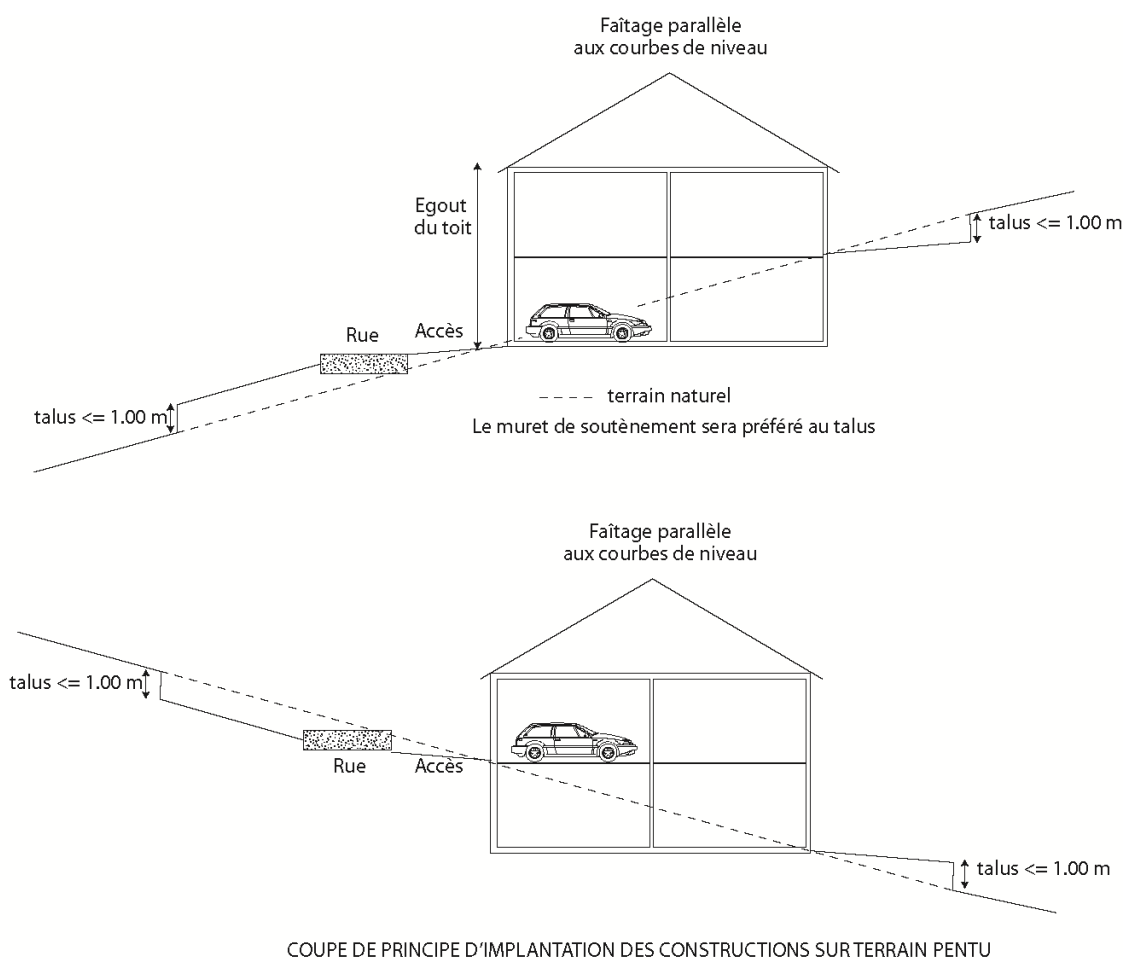 Faîtage parallèle
aux courbes de niveau
Egout
du toit
talus <= 1.00 m
Rue
Accès
talus <= 1.00 m
terrain naturel
Le muret de soutènement sera préféré au talus
Faîtage parallèle
aux courbes de niveau
talus <= 1.00 m
Rue
Accès
talus <= 1.00 m
COUPE DE PRINCIPE D'IMPLANTATION DES CONSTRUCTIONS SUR TERRAIN PENTU